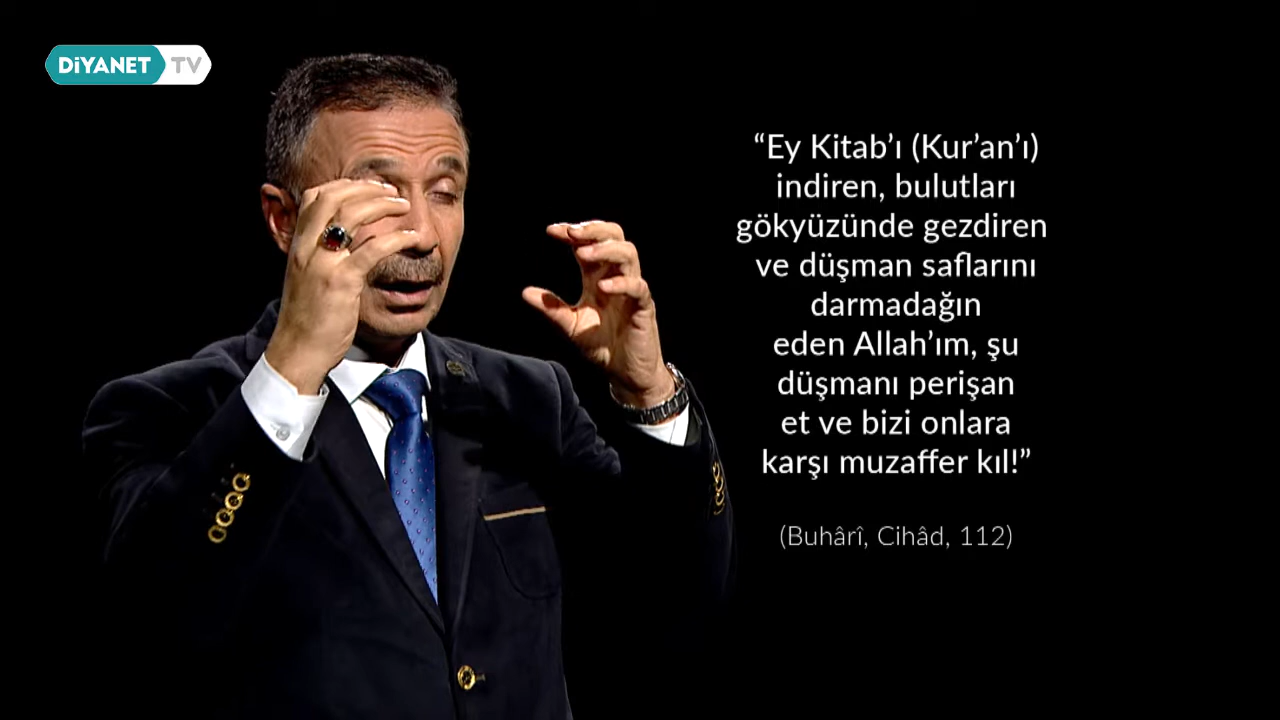 DİYANET TV
“Ey Kitab’ı (Kur’an’ı)
indiren, bulutları
gökyüzünde gezdiren
ve düşman saflarını
darmadağın
eden Allah’ım, şu
düşmanı perişan
et ve bizi onlara
karşı muzaffer kıl!”
(Buhârî, Cihâd, 112)